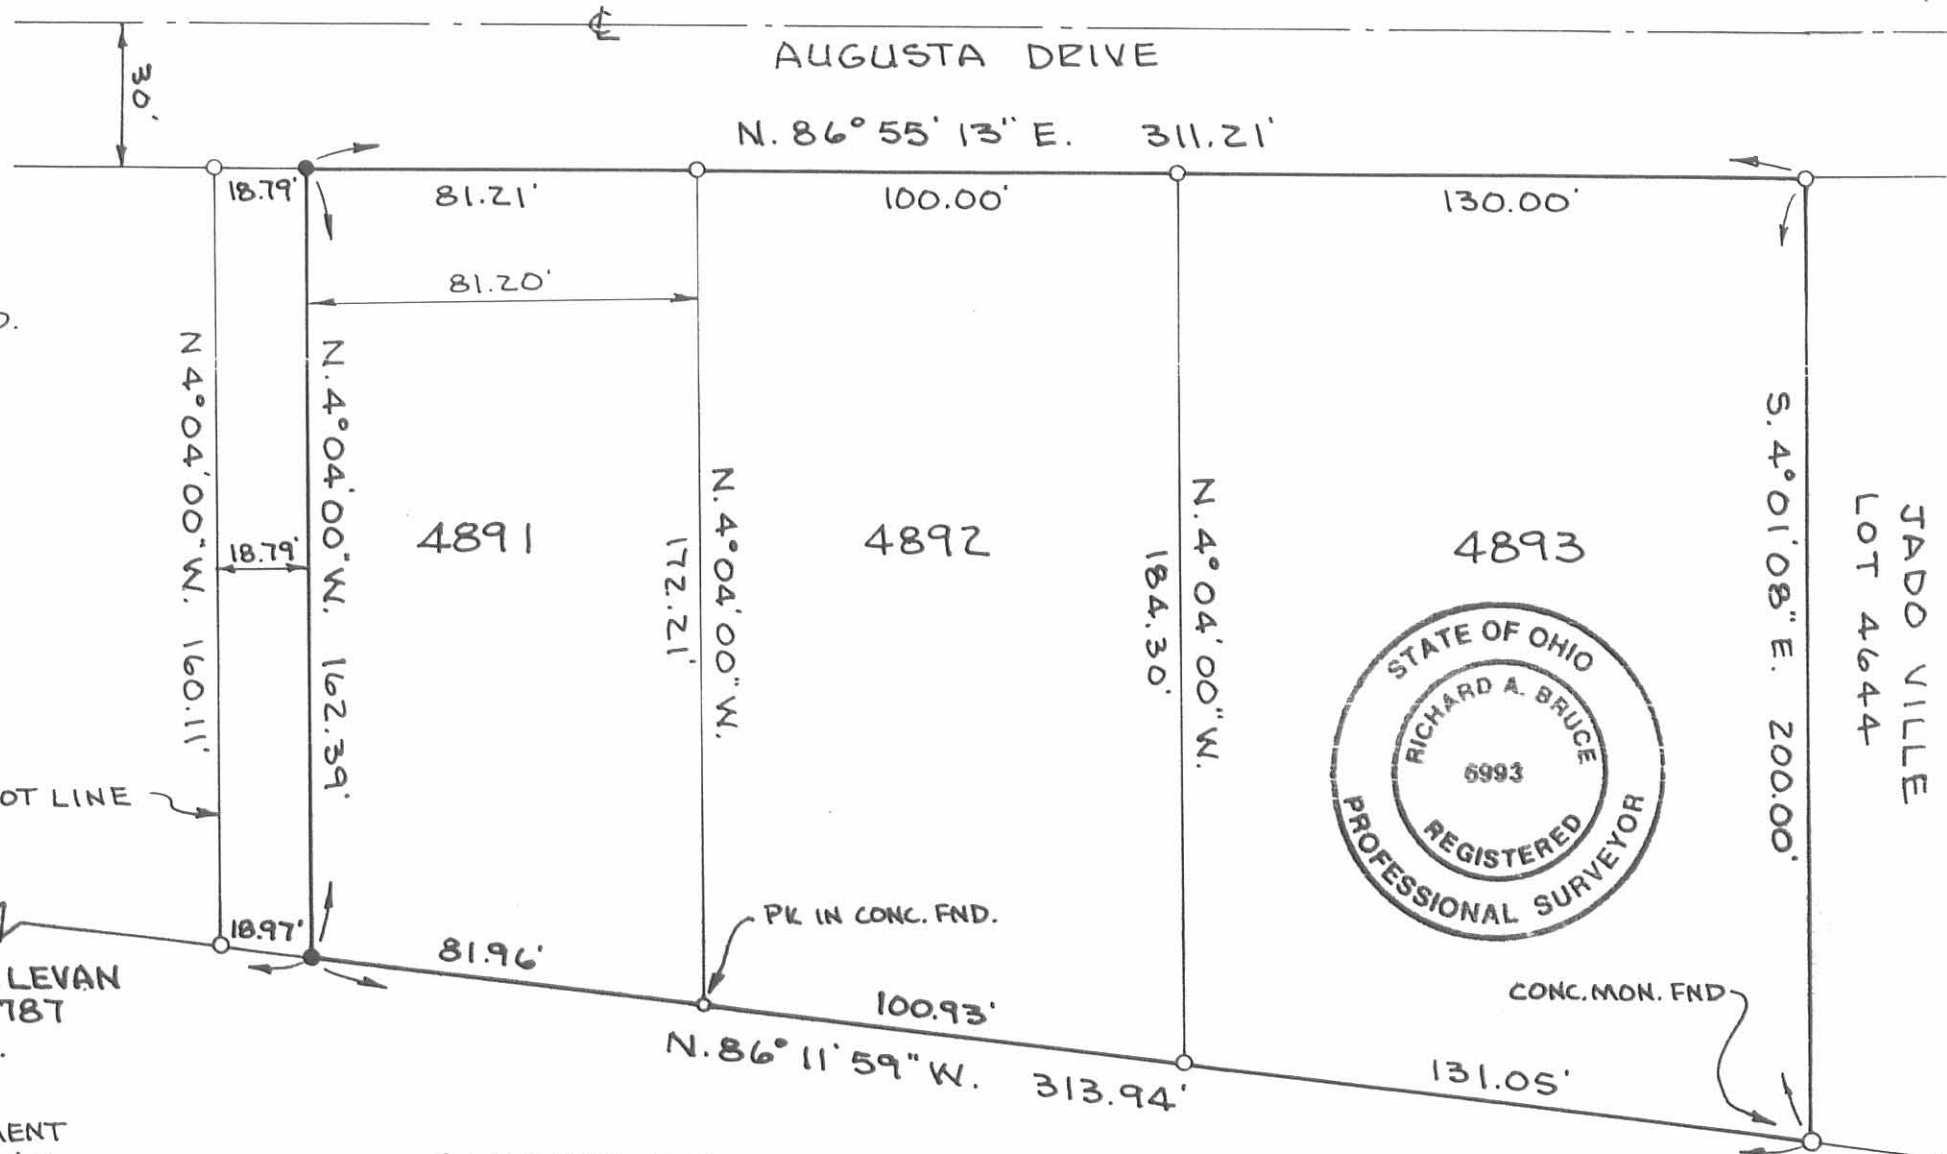 ℄
AUGUSTA DRIVE
30'
N. 86° 55' 13" E. 311.21'
18.79'
81.21'
100.00'
130.00'
81.20'
N 4° 04' 00" W. 160.11'
18.79'
N. 4° 04' 00" W. 162.39'
4891
N. 4° 04' 00" W.
172.21'
4892
N. 4° 04' 00" W.
184.30'
4893
S. 4° 01' 08" E. 200.00'
JADO VILLE
LOT 4644
STATE OF OHIO
RICHARD A. BRUCE
6993
REGISTERED
PROFESSIONAL SURVEYOR
OT LINE
18.97'
81.96'
PK IN CONC. FND.
LEVAN
787
100.93'
CONC. MON. FND
N. 86° 11' 59" W. 313.94'
131.05'